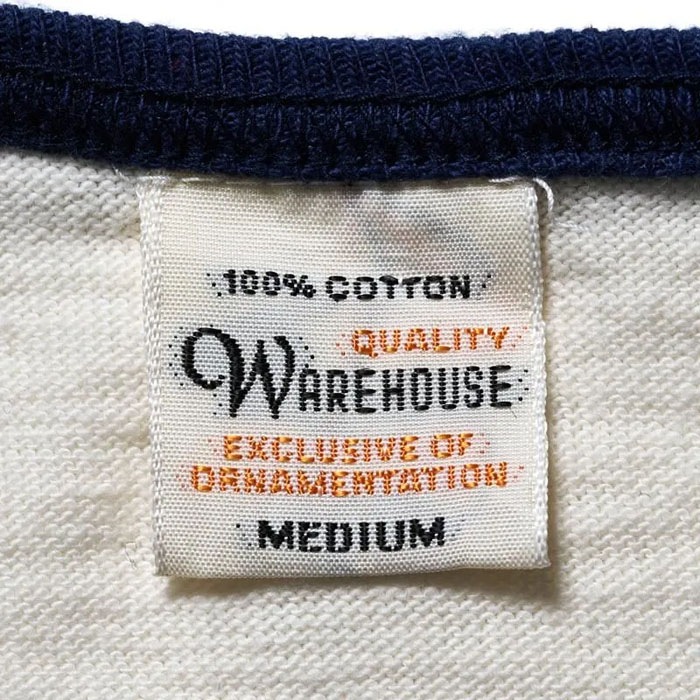 100% COTTON
QUALITY
WAREHOUSE
EXCLUSIVE OF
ORNAMENTATION
MEDIUM